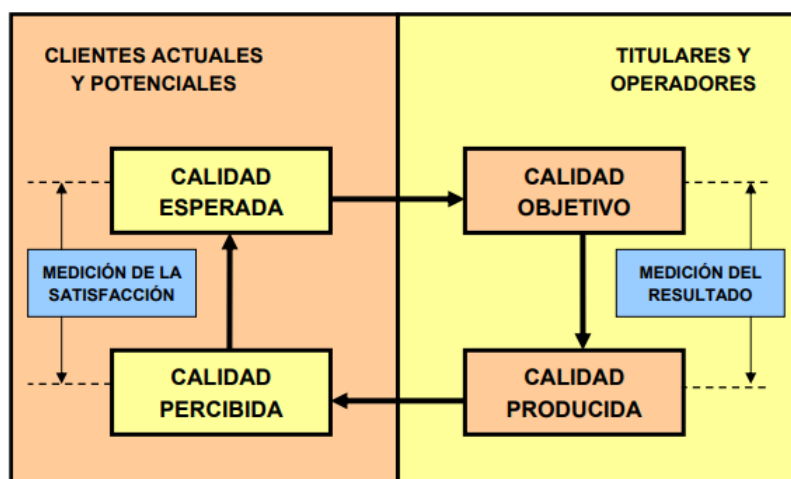 CLIENTES ACTUALES
Y POTENCIALES
TITULARES Y
OPERADORES
CALIDAD
ESPERADA
CALIDAD
OBJETIVO
MEDICIÓN DE LA
SATISFACCIÓN
MEDICIÓN DEL
RESULTADO
CALIDAD
PERCIBIDA
CALIDAD
PRODUCIDA